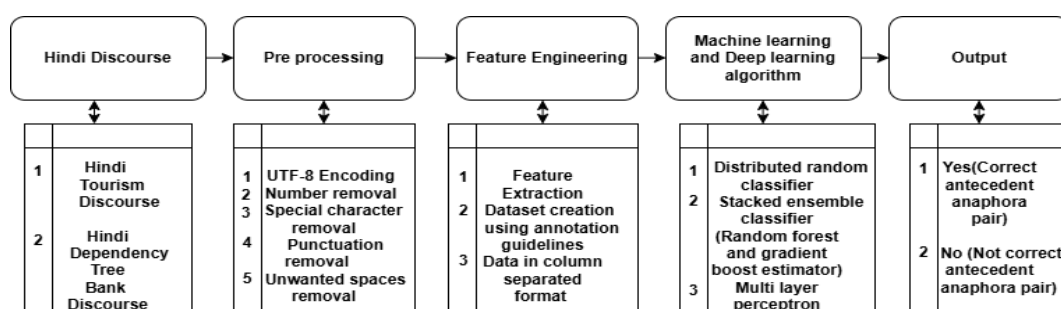 Hindi Discourse
Pre processing
Feature Engineering
Machine learning
and Deep learning
algorithm
Output
1 Hindi
Tourism
Discourse
2 Hindi
Dependency
Tree
Bank
Discourse
1 UTF-8 Encoding
2 Number removal
3 Special character
removal
4 Punctuation
removal
5 Unwanted spaces
removal
1 Feature
Extraction
2 Dataset creation
using annotation
guidelines
3 Data in column
separated
format
1 Distributed random
classifier
2 Stacked ensemble
classifier
(Random forest
and gradient
boost estimator)
3 Multi layer
perceptron
1 Yes(Correct
antecedent
anaphora
pair)
2 No (Not correct
antecedent
anaphora pair)